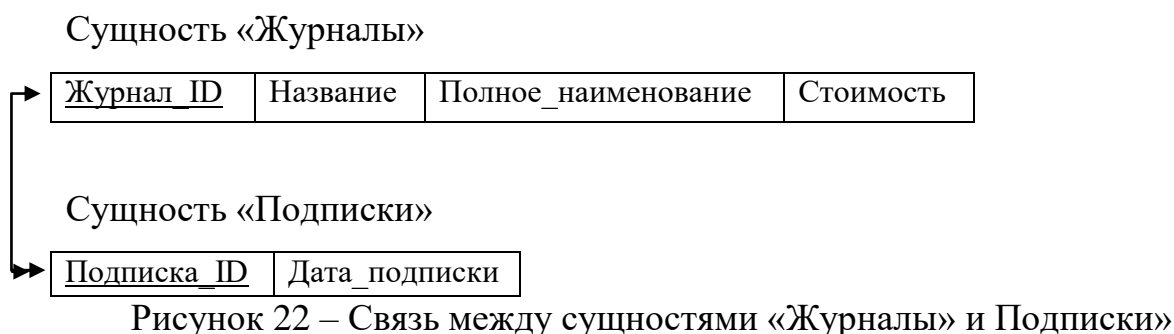 Сущность «Журналы»
Журнал_ID Название Полное_наименование Стоимость
Сущность «Подписки»
Подписка_ID Дата_подписки
Рисунок 22 – Связь между сущностями «Журналы» и Подписки»